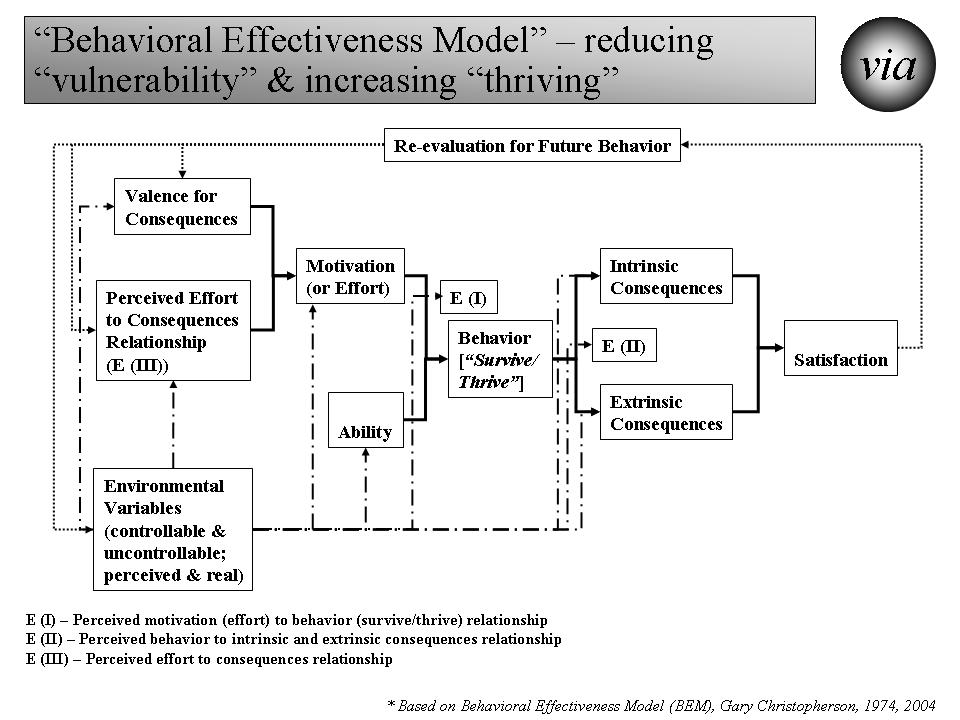 “Behavioral Effectiveness Model” – reducing
“vulnerability” & increasing “thriving”
via
Re-evaluation for Future Behavior
Valence for
Consequences
Motivation
(or Effort)
Intrinsic
Consequences
Perceived Effort
to Consequences
Relationship
(E (III))
E (I)
Behavior
[“Survive/
Thrive”]
E (II)
Satisfaction
Extrinsic
Consequences
Ability
Environmental
Variables
(controllable &
uncontrollable;
perceived & real)
E (I) – Perceived motivation (effort) to behavior (survive/thrive) relationship
E (II) – Perceived behavior to intrinsic and extrinsic consequences relationship
E (III) – Perceived effort to consequences relationship
* Based on Behavioral Effectiveness Model (BEM), Gary Christopherson, 1974, 2004